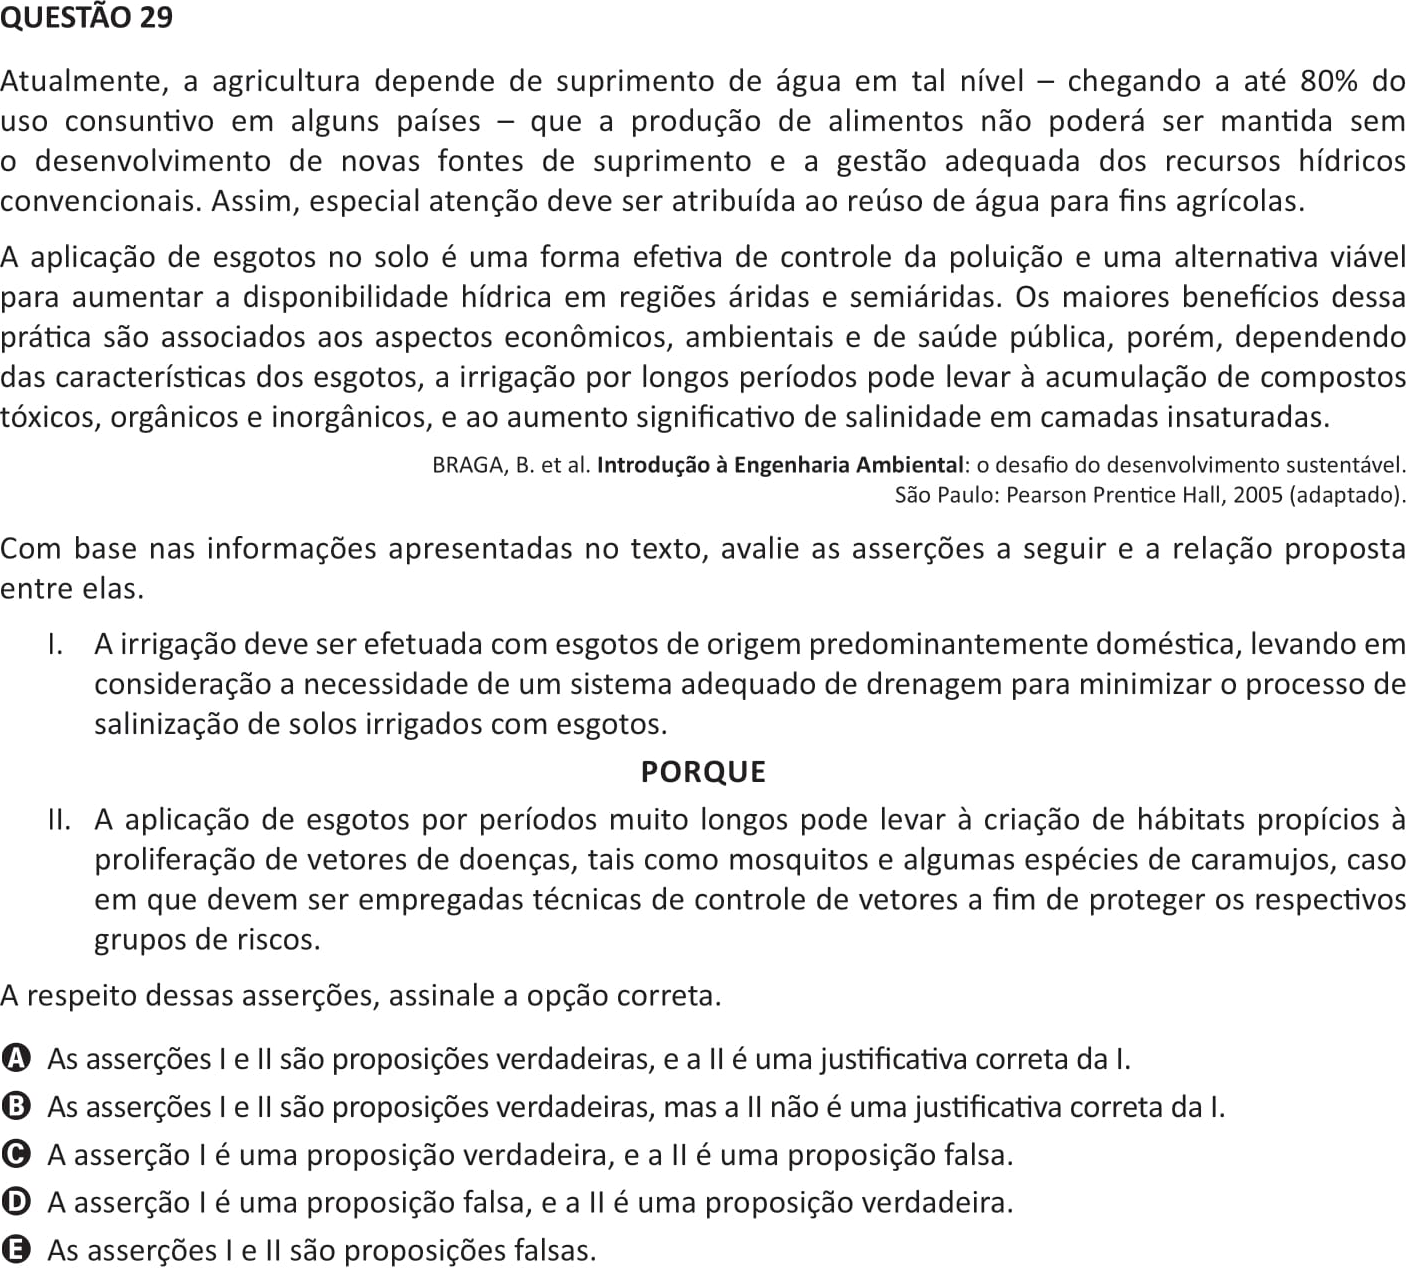 QUESTÃO 29
Atualmente, a agricultura depende de suprimento de água em tal nível – chegando a até 80% do
uso consuntivo em alguns países – que a produção de alimentos não poderá ser mantida sem
o desenvolvimento de novas fontes de suprimento e a gestão adequada dos recursos hídricos
convencionais. Assim, especial atenção deve ser atribuída ao reúso de água para fins agrícolas.
A aplicação de esgotos no solo é uma forma efetiva de controle da poluição e uma alternativa viável
para aumentar a disponibilidade hídrica em regiões áridas e semiáridas. Os maiores benefícios dessa
prática são associados aos aspectos econômicos, ambientais e de saúde pública, porém, dependendo
das características dos esgotos, a irrigação por longos períodos pode levar à acumulação de compostos
tóxicos, orgânicos e inorgânicos, e ao aumento significativo de salinidade em camadas insaturadas.
BRAGA, B. et al. Introdução à Engenharia Ambiental: o desafio do desenvolvimento sustentável.
São Paulo: Pearson Prentice Hall, 2005 (adaptado).
Com base nas informações apresentadas no texto, avalie as asserções a seguir e a relação proposta
entre elas.
I. A irrigação deve ser efetuada com esgotos de origem predominantemente doméstica, levando em
consideração a necessidade de um sistema adequado de drenagem para minimizar o processo de
salinização de solos irrigados com esgotos.
PORQUE
II. A aplicação de esgotos por períodos muito longos pode levar à criação de hábitats propícios à
proliferação de vetores de doenças, tais como mosquitos e algumas espécies de caramujos, caso
em que devem ser empregadas técnicas de controle de vetores a fim de proteger os respectivos
grupos de riscos.
A respeito dessas asserções, assinale a opção correta.
A As asserções I e II são proposições verdadeiras, e a II é uma justificativa correta da I.
B As asserções I e II são proposições verdadeiras, mas a II não é uma justificativa correta da I.
C A asserção I é uma proposição verdadeira, e a II é uma proposição falsa.
D A asserção I é uma proposição falsa, e a II é uma proposição verdadeira.
E As asserções I e II são proposições falsas.